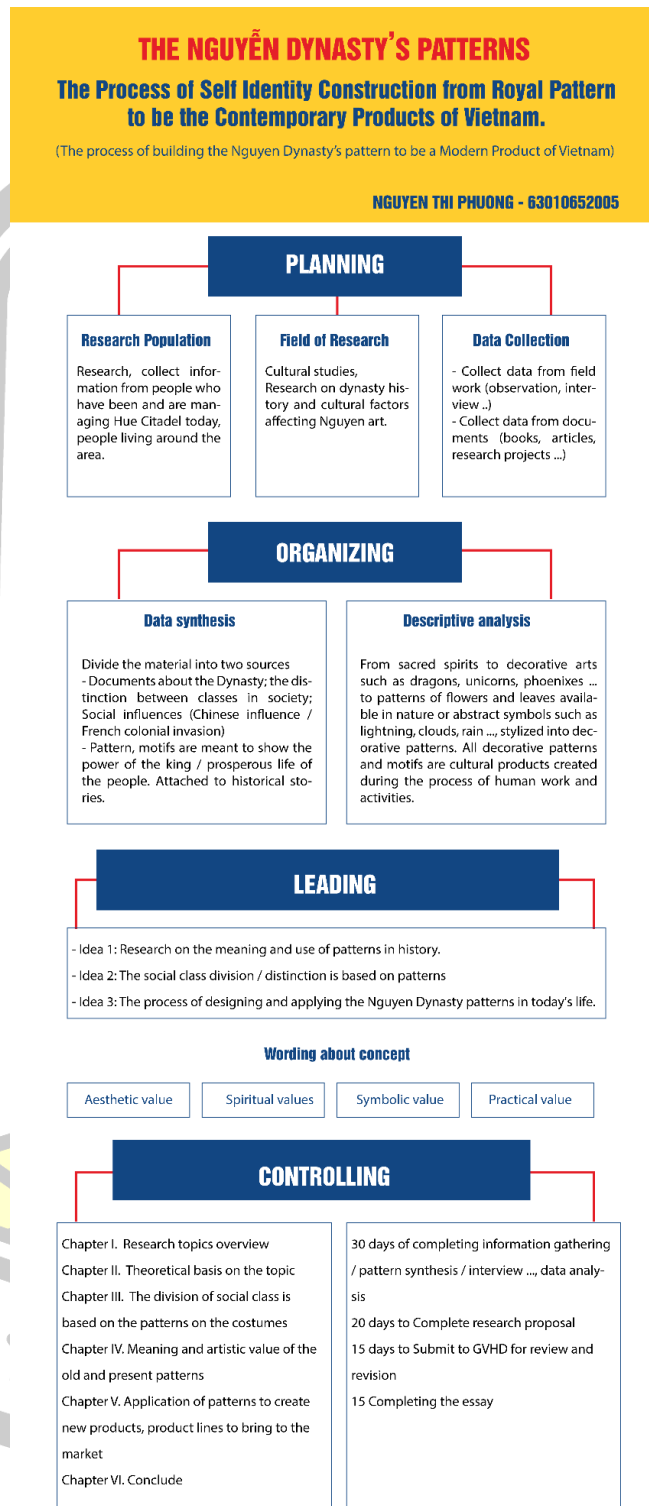 THE NGUYỄN DYNASTY'S PATTERNS
The Process of Self Identity Construction from Royal Pattern
to be the Contemporary Products of Vietnam.
(The process of building the Nguyen Dynasty's pattern to be a Modern Product of Vietnam)
NGUYEN THI PHUONG - 63010652005
PLANNING
Research Population
Research, collect infor-
mation from people who
have been and are man-
aging Hue Citadel today,
people living around the
area.
Field of Research
Cultural studies,
Research on dynasty his-
tory and cultural factors
affecting Nguyen art.
Data Collection
- Collect data from field
work (observation, inter-
view ..)
- Collect data from docu-
ments (books, articles,
research projects ...)
ORGANIZING
Data synthesis
Divide the material into two sources
- Documents about the Dynasty; the dis-
tinction between classes in society;
Social influences (Chinese influence /
French colonial invasion)
- Pattern, motifs are meant to show the
power of the king / prosperous life of
the people. Attached to historical sto-
ries.
Descriptive analysis
From sacred spirits to decorative arts
such as dragons, unicorns, phoenixes ...
to patterns of flowers and leaves availa-
ble in nature or abstract symbols such as
lightning, clouds, rain ..., stylized into dec-
orative patterns. All decorative patterns
and motifs are cultural products created
during the process of human work and
activities.
LEADING
- Idea 1: Research on the meaning and use of patterns in history.
- Idea 2: The social class division / distinction is based on patterns
- Idea 3: The process of designing and applying the Nguyen Dynasty patterns in today's life.
Wording about concept
Aesthetic value
Spiritual values
Symbolic value
Practical value
CONTROLLING
Chapter I. Research topics overview
Chapter II. Theoretical basis on the topic
Chapter III. The division of social class is
based on the patterns on the costumes
Chapter IV. Meaning and artistic value of the
old and present patterns
Chapter V. Application of patterns to create
new products, product lines to bring to the
market
Chapter VI. Conclude
30 days of completing information gathering
/ pattern synthesis / interview ..., data analy-
sis
20 days to Complete research proposal
15 days to Submit to GVHD for review and
revision
15 Completing the essay